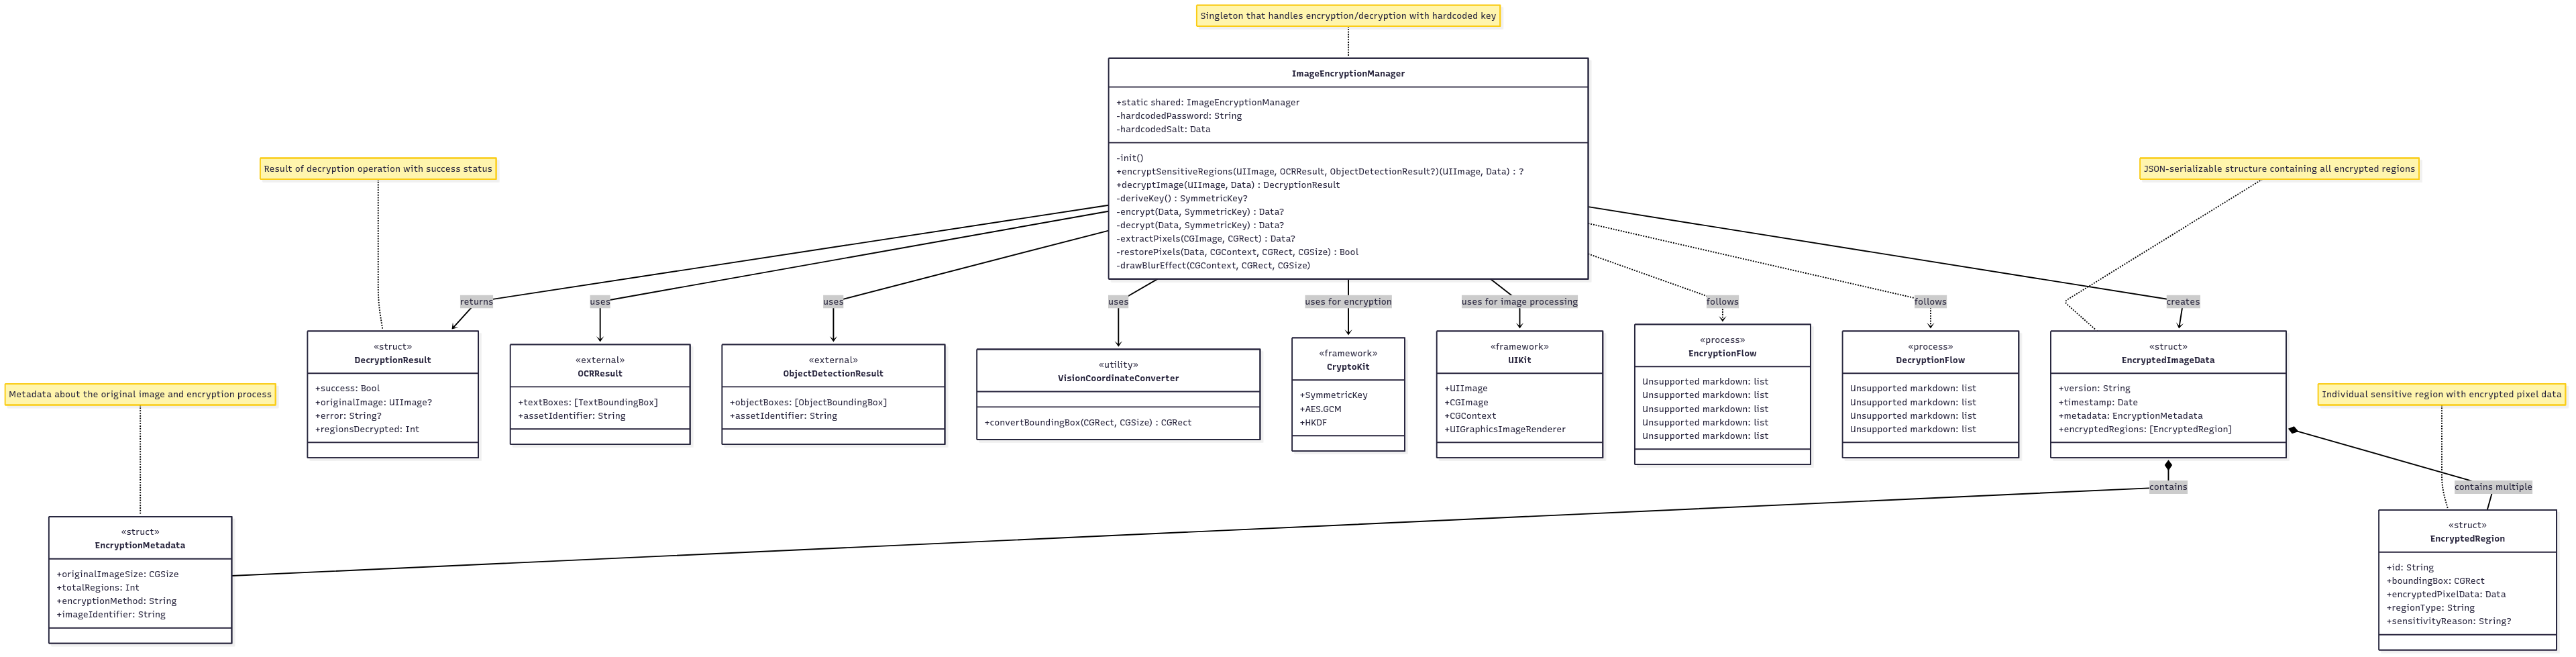 Singleton that handles encryption/decryption with hardcoded key
ImageEncryptionManager
+static shared: ImageEncryptionManager
-hardcodedPassword: String
-hardcodedSalt: Data
-init()
+encryptSensitiveRegions(UIImage, OCRResult, ObjectDetectionResult?)(UIImage, Data) : ?
+decryptImage(UIImage, Data) : DecryptionResult
-deriveKey() : SymmetricKey?
-encrypt(Data, SymmetricKey) : Data?
-decrypt(Data, SymmetricKey) : Data?
-extractPixels(CGImage, CGRect) : Data?
-restorePixels(Data, CGContext, CGRect, CGSize) : Bool
-drawBlurEffect(CGContext, CGRect, CGSize)
Result of decryption operation with success status
JSON-serializable structure containing all encrypted regions
returns
uses
uses
uses
uses for encryption
uses for image processing
follows
follows
creates
«struct»
DecryptionResult
+success: Bool
+originalImage: UIImage?
+error: String?
+regionsDecrypted: Int
«external»
OCRResult
+textBoxes: [TextBoundingBox]
+assetIdentifier: String
«external»
ObjectDetectionResult
+objectBoxes: [ObjectBoundingBox]
+assetIdentifier: String
«utility»
VisionCoordinateConverter
+convertBoundingBox(CGRect, CGSize) : CGRect
«framework»
CryptoKit
+SymmetricKey
+AES.GCM
+HKDF
«framework»
UIKit
+UIImage
+CGImage
+CGContext
+UIGraphicsImageRenderer
«process»
EncryptionFlow
Unsupported markdown: list
Unsupported markdown: list
Unsupported markdown: list
Unsupported markdown: list
Unsupported markdown: list
«process»
DecryptionFlow
Unsupported markdown: list
Unsupported markdown: list
Unsupported markdown: list
Unsupported markdown: list
«struct»
EncryptedImageData
+version: String
+timestamp: Date
+metadata: EncryptionMetadata
+encryptedRegions: [EncryptedRegion]
Metadata about the original image and encryption process
Individual sensitive region with encrypted pixel data
contains
contains multiple
«struct»
EncryptionMetadata
+originalImageSize: CGSize
+totalRegions: Int
+encryptionMethod: String
+imageIdentifier: String
«struct»
EncryptedRegion
+id: String
+boundingBox: CGRect
+encryptedPixelData: Data
+regionType: String
+sensitivityReason: String?